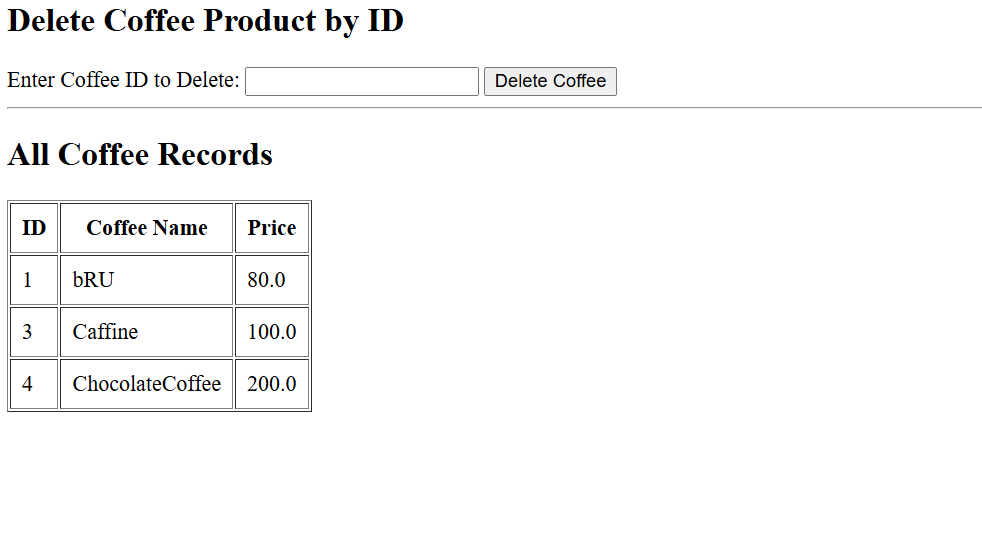 Delete Coffee Product by ID
Enter Coffee ID to Delete: Delete Coffee
All Coffee Records
ID Coffee Name Price
1 bRU 80.0
3 Caffine 100.0
4 ChocolateCoffee 200.0